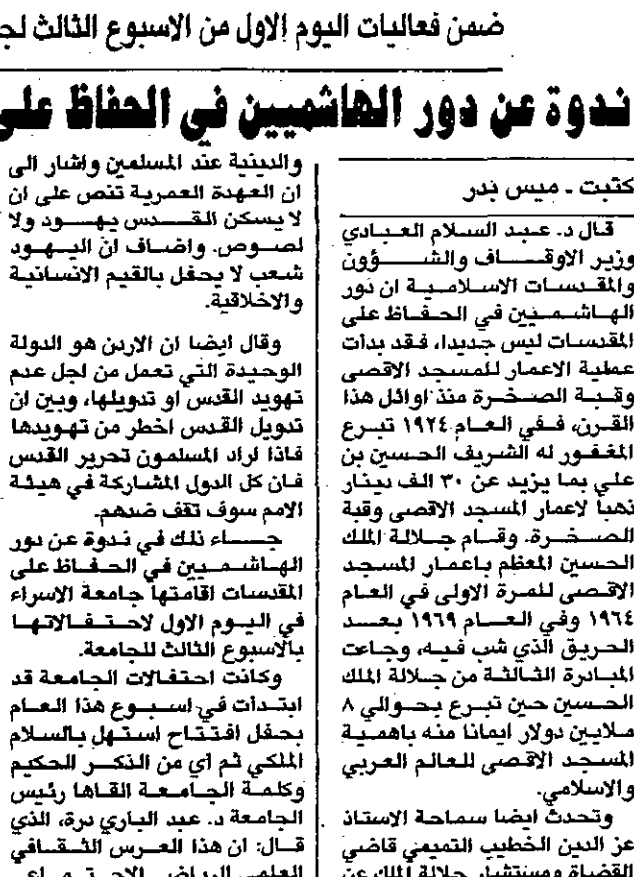 ضمن فعاليات اليوم الاول من الاسبوع الثالث لجـ
ندوة عن دور الهاشميين في الحفاظ على
كتبت - ميس بدر
قال د. عبد السلام العبادي
وزير الاوقاف والشؤون
والمقدسات الاسلامية ان دور
الهاشميين في الحفاظ على
المقدسات ليس جديدا، فقد بدأت
عملية الاعمار للمسجد الاقصى
وقبة الصخرة منذ اوائل هذا
القرن، ففي العام ١٩٢٤ تبرع
المغفور له الشريف الحسين بن
علي بما يزيد عن ٣٠ الف دينار
ذهبا لاعمار المسجد الاقصى وقبة
الصخرة. وقام جلالة الملك
الحسين المعظم باعمار المسجد
الاقصى للمرة الاولى في العام
١٩٦٤ وفي العام ١٩٦٩ بعد
الحريق الذي شب فيه، وجاءت
المبادرة الثالثة من جلالة الملك
الحسين حين تبرع بحوالي ٨
ملايين دولار ايمانا منه باهمية
المسجد الاقصى للعالم العربي
والاسلامي.
وتحدث ايضا سماحة الاستاذ
عز الدين الخطيب التميمي قاضي
القضاة ومستشار جلالة الملك عن
والدينية عند المسلمين واشار الى
ان العهدة العمرية تنص على ان
لا يسكن القدس يهود ولا
لصوص. واضاف ان اليهود
شعب لا يحفل بالقيم الانسانية
والاخلاقية.
وقال ايضا ان الاردن هو الدولة
الوحيدة التي تعمل من اجل عدم
تهويد القدس او تدويلها، وبين ان
تدويل القدس اخطر من تهويدها
فاذا اراد المسلمون تحرير القدس
فان كل الدول المشاركة في هيئة
الامم سوف تقف ضدهم.
جاء ذلك في ندوة عن دور
الهاشميين في الحفاظ على
المقدسات اقامتها جامعة الاسراء
في اليوم الاول لاحتفالاتها
بالاسبوع الثالث للجامعة.
وكانت احتفالات الجامعة قد
ابتدأت في اسبوع هذا العام
بحفل افتتاح استهل بالسلام
الملكي ثم آي من الذكر الحكيم
وكلمة الجامعة القاها رئيس
الجامعة د. عبد الباري درة، الذي
قال: ان هذا العرس الثقافي
العلمي الرياضي الاجتماعي